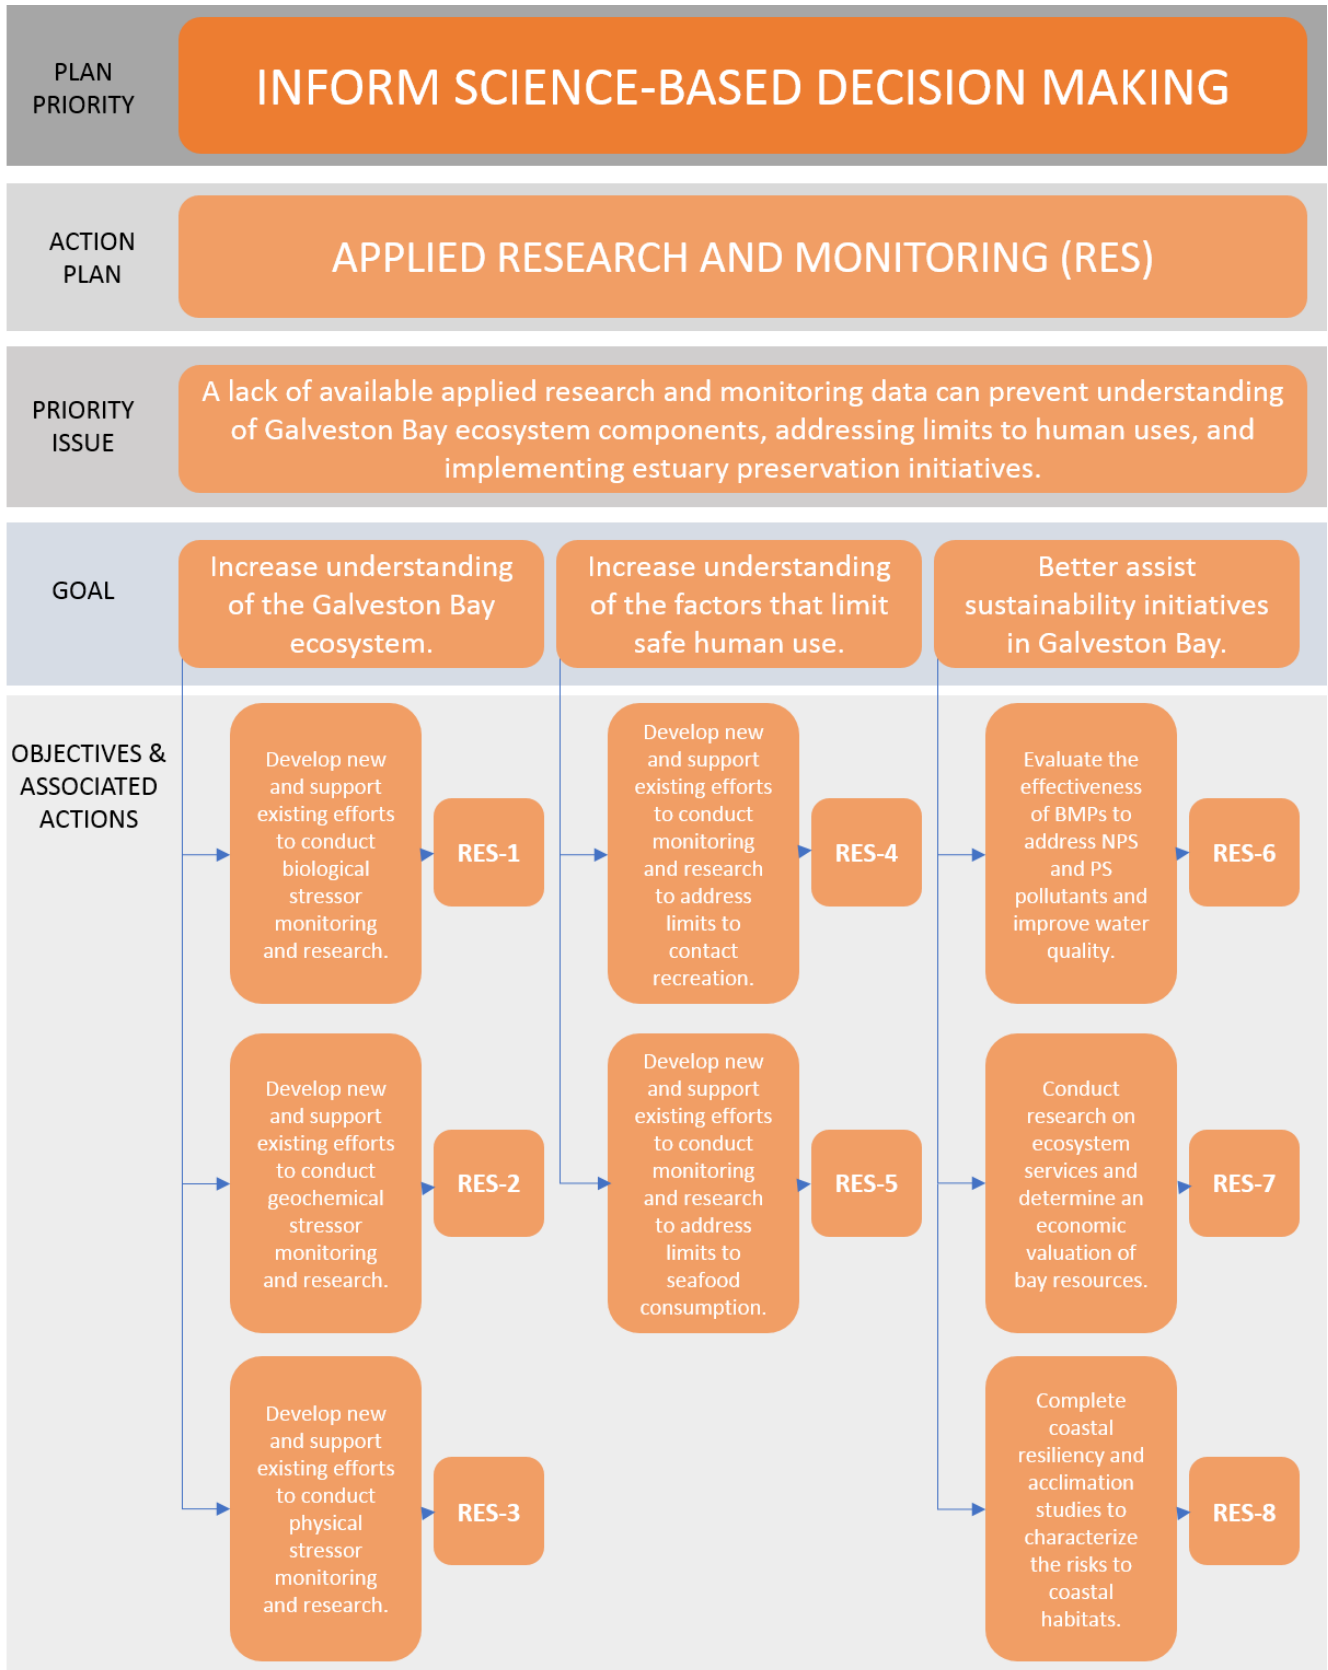 PLAN
PRIORITY
INFORM SCIENCE-BASED DECISION MAKING
ACTION
PLAN
APPLIED RESEARCH AND MONITORING (RES)
PRIORITY
ISSUE
A lack of available applied research and monitoring data can prevent understanding
of Galveston Bay ecosystem components, addressing limits to human uses, and
implementing estuary preservation initiatives.
GOAL
Increase understanding
of the Galveston Bay
ecosystem.
Increase understanding
of the factors that limit
safe human use.
Better assist
sustainability initiatives
in Galveston Bay.
OBJECTIVES &
ASSOCIATED
ACTIONS
Develop new
and support
existing efforts
to conduct
biological
stressor
monitoring
and research.
RES-1
Develop new
and support
existing efforts
to conduct
monitoring
and research
to address
limits to
contact
recreation.
RES-4
Evaluate the
effectiveness
of BMPs to
address NPS
and PS
pollutants and
improve water
quality.
RES-6
Develop new
and support
existing efforts
to conduct
geochemical
stressor
monitoring
and research.
RES-2
Develop new
and support
existing efforts
to conduct
monitoring
and research
to address
limits to
seafood
consumption.
RES-5
Conduct
research on
ecosystem
services and
determine an
economic
valuation of
bay resources.
RES-7
Develop new
and support
existing efforts
to conduct
physical
stressor
monitoring
and research.
RES-3
Complete
coastal
resiliency and
acclimation
studies to
characterize
the risks to
coastal
habitats.
RES-8